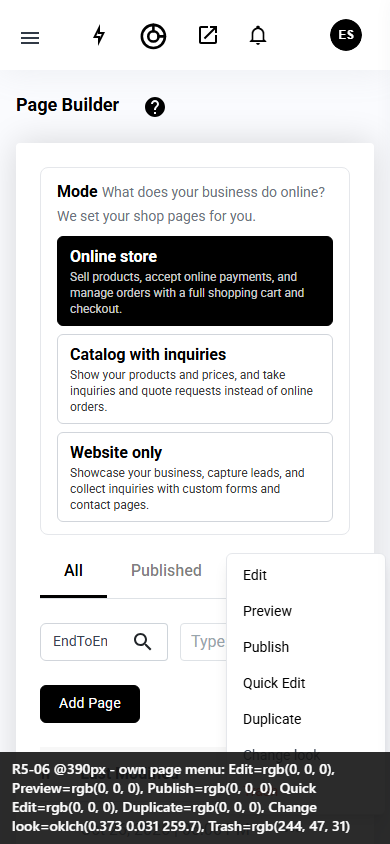 ES
Page Builder
?
Mode What does your business do online?
We set your shop pages for you.
Online store
Sell products, accept online payments, and
manage orders with a full shopping cart and
checkout.
Catalog with inquiries
Show your products and prices, and take
inquiries and quote requests instead of online
orders.
Website only
Showcase your business, capture leads, and
collect inquiries with custom forms and
contact pages.
All Published
Edit
Preview
EndToEn Type
Publish
Quick Edit
Add Page
Duplicate
Change look
R5-06 @390px - own page menu: Edit=rgb(0, 0, 0),
Preview=rgb(0, 0, 0), Publish=rgb(0, 0, 0), Quick
Edit=rgb(0, 0, 0), Duplicate=rgb(0, 0, 0), Change
look=oklch(0.373 0.031 259.7), Trash=rgb(244, 47, 31)